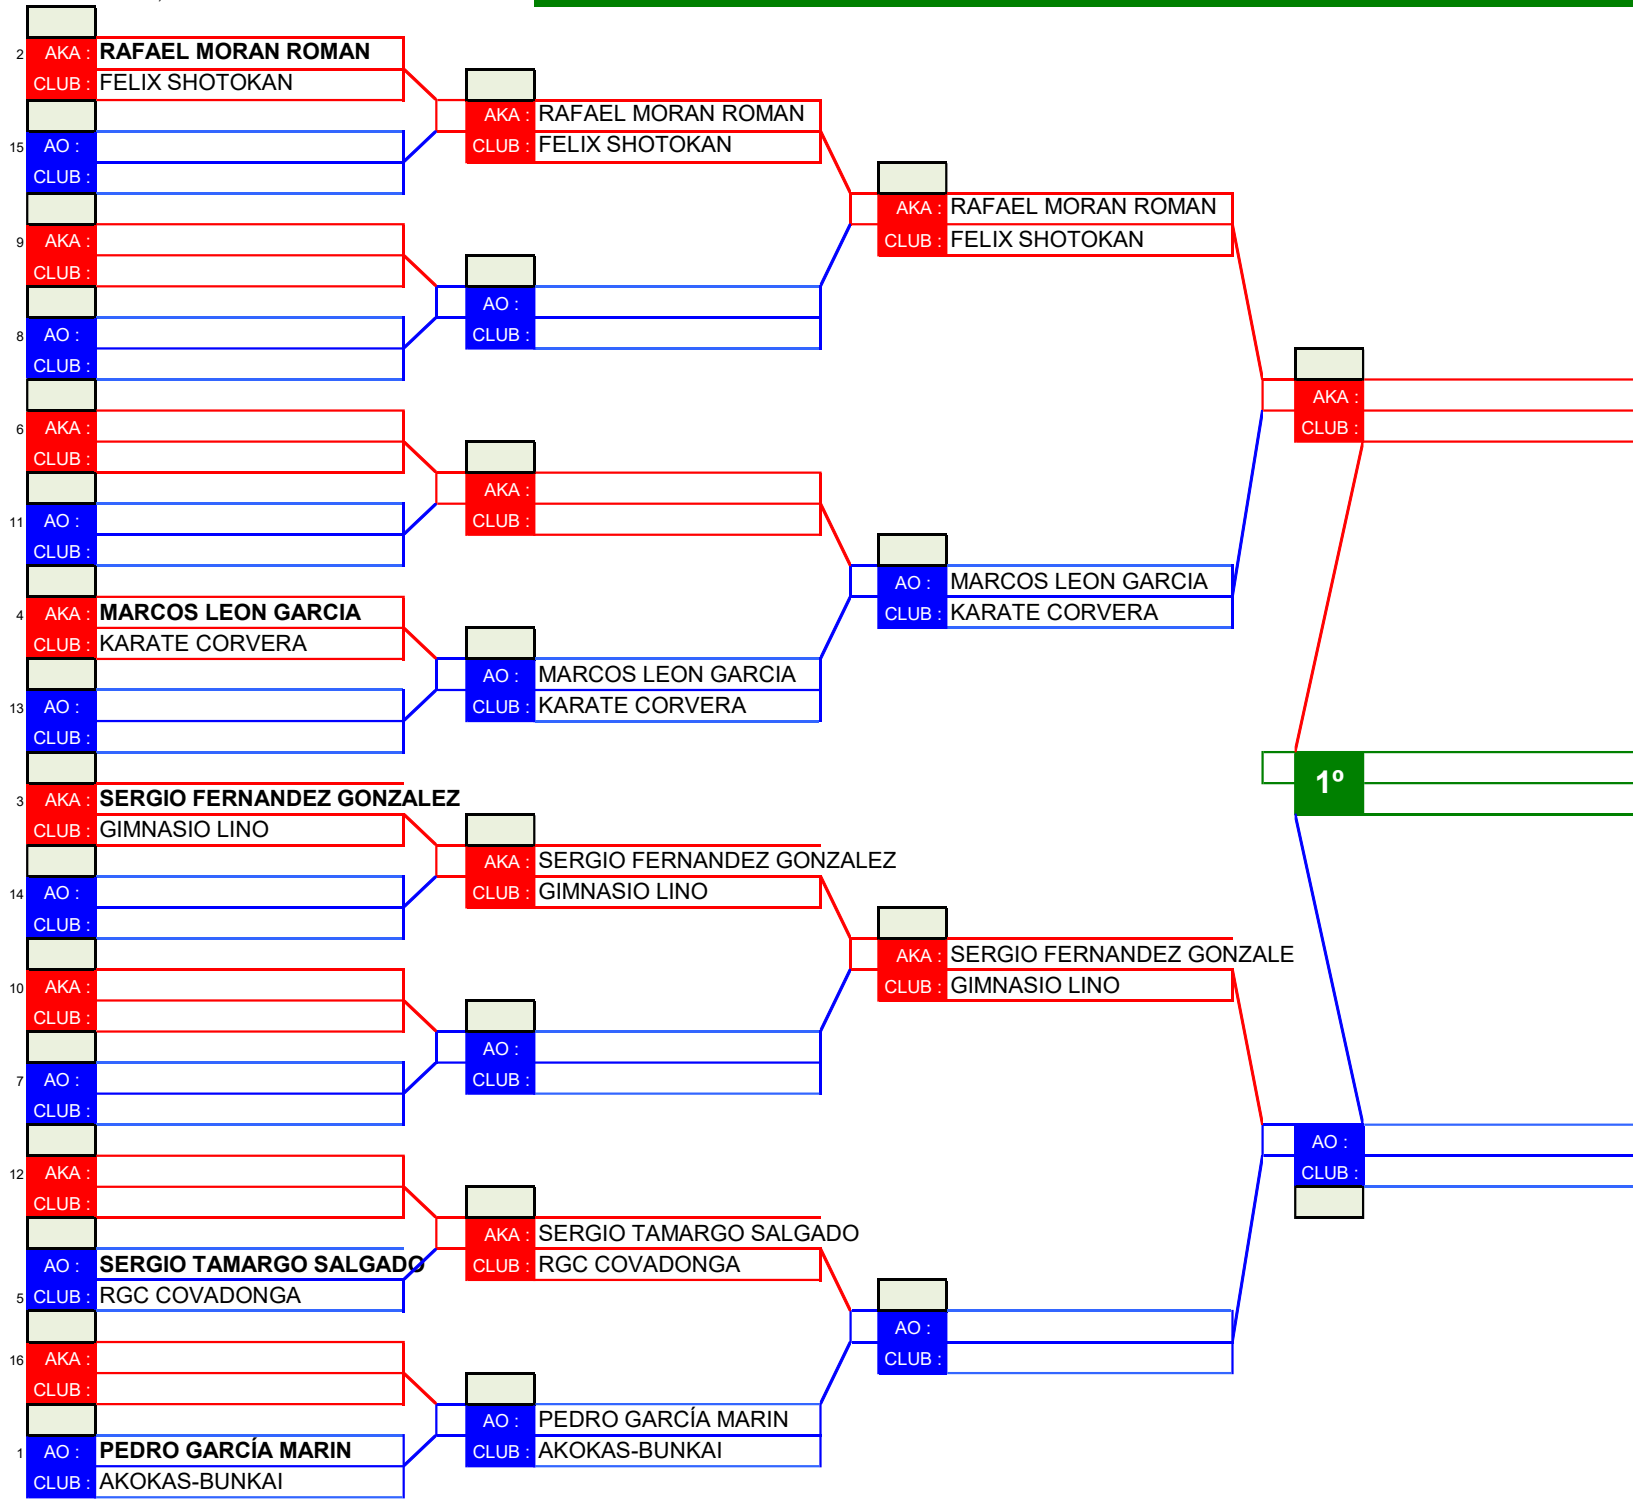 2 AKA : RAFAEL MORAN ROMAN
CLUB : FELIX SHOTOKAN
AKA : RAFAEL MORAN ROMAN
CLUB : FELIX SHOTOKAN
15 AO :
CLUB :
AKA : RAFAEL MORAN ROMAN
CLUB : FELIX SHOTOKAN
9 AKA :
CLUB :
AO :
CLUB :
8 AO :
CLUB :
AKA :
CLUB :
6 AKA :
CLUB :
AKA :
CLUB :
11 AO :
CLUB :
AO : MARCOS LEON GARCIA
CLUB : KARATE CORVERA
4 AKA : MARCOS LEON GARCIA
CLUB : KARATE CORVERA
AO : MARCOS LEON GARCIA
CLUB : KARATE CORVERA
13 AO :
CLUB :
1º
3 AKA : SERGIO FERNANDEZ GONZALEZ
CLUB : GIMNASIO LINO
AKA : SERGIO FERNANDEZ GONZALEZ
CLUB : GIMNASIO LINO
14 AO :
CLUB :
AKA : SERGIO FERNANDEZ GONZALE
CLUB : GIMNASIO LINO
10 AKA :
CLUB :
AO :
CLUB :
7 AO :
CLUB :
AO :
CLUB :
12 AKA :
CLUB :
AKA : SERGIO TAMARGO SALGADO
CLUB : RGC COVADONGA
AO : SERGIO TAMARGO SALGADO
5 CLUB : RGC COVADONGA
AO :
CLUB :
16 AKA :
CLUB :
AO : PEDRO GARCÍA MARIN
CLUB : AKOKAS-BUNKAI
1 AO : PEDRO GARCÍA MARIN
CLUB : AKOKAS-BUNKAI